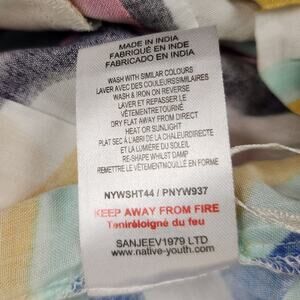 MADE IN INDIA
FABRIQUÉ EN INDE
FABRICADO EN INDIA
WASH WITH SIMILAR COLOURS
LAVER AVEC DES COULEURSSIMILAIRES
WASH & IRON ON REVERSE
LAVER ET REPASSER LE
VÊTEMENTRETOURNÉ
DRY FLAT AWAY FROM DIRECT
HEAT OR SUNLIGHT
PLAT SEC À L'ABRI DE LA CHALEURDIRECTE
ET LA LUMIÈRE DU SOLEIL
RE-SHAPE WHILST DAMP
REMETTRE LE VÊTEMENTMOUILLÉ EN FORME
NYWSHT44 / PNYW937
KEEP AWAY FROM FIRE
Teniréloigné du feu
SANJEEV1979 LTD
www.native-youth.com